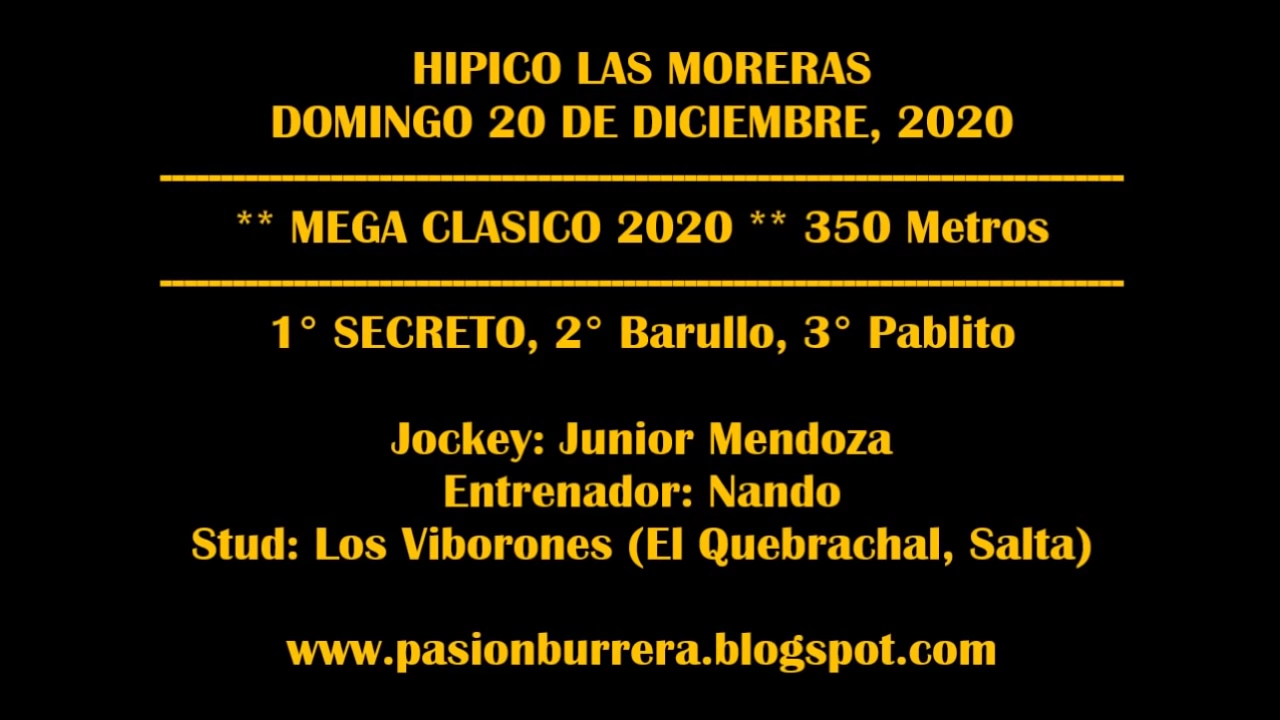 HIPICO LAS MORERAS
DOMINGO 20 DE DICIEMBRE, 2020
** MEGA CLASICO 2020 ** 350 Metros
1° SECRETO, 2° Barullo, 3° Pablito
Jockey: Junior Mendoza
Entrenador: Nando
Stud: Los Viborones (El Quebrachal, Salta)
www.pasionburrera.blogspot.com